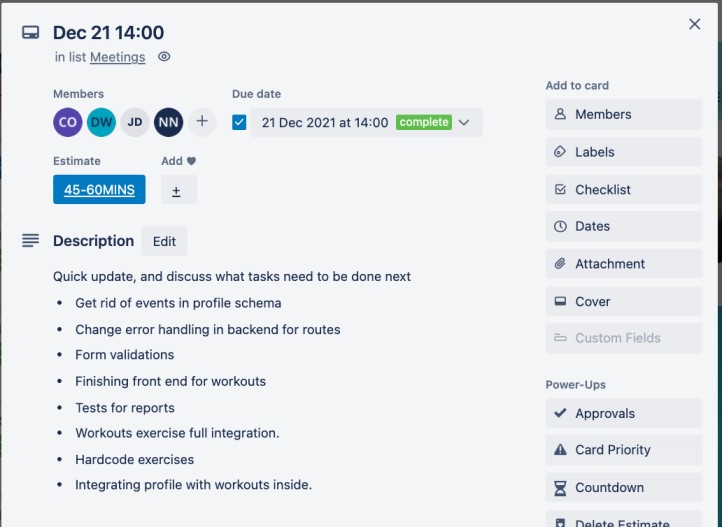 Dec 21 14:00
in list Meetings
Members
CO DW JD NN +
Due date
21 Dec 2021 at 14:00 complete
Estimate
45-60MINS
Add ♥
+
Description Edit
Quick update, and discuss what tasks need to be done next
• Get rid of events in profile schema
• Change error handling in backend for routes
• Form validations
• Finishing front end for workouts
• Tests for reports
• Workouts exercise full integration.
• Hardcode exercises
• Integrating profile with workouts inside.
Add to card
Members
Labels
Checklist
Dates
Attachment
Cover
Custom Fields
Power-Ups
Approvals
Card Priority
Countdown
Delete Estimate